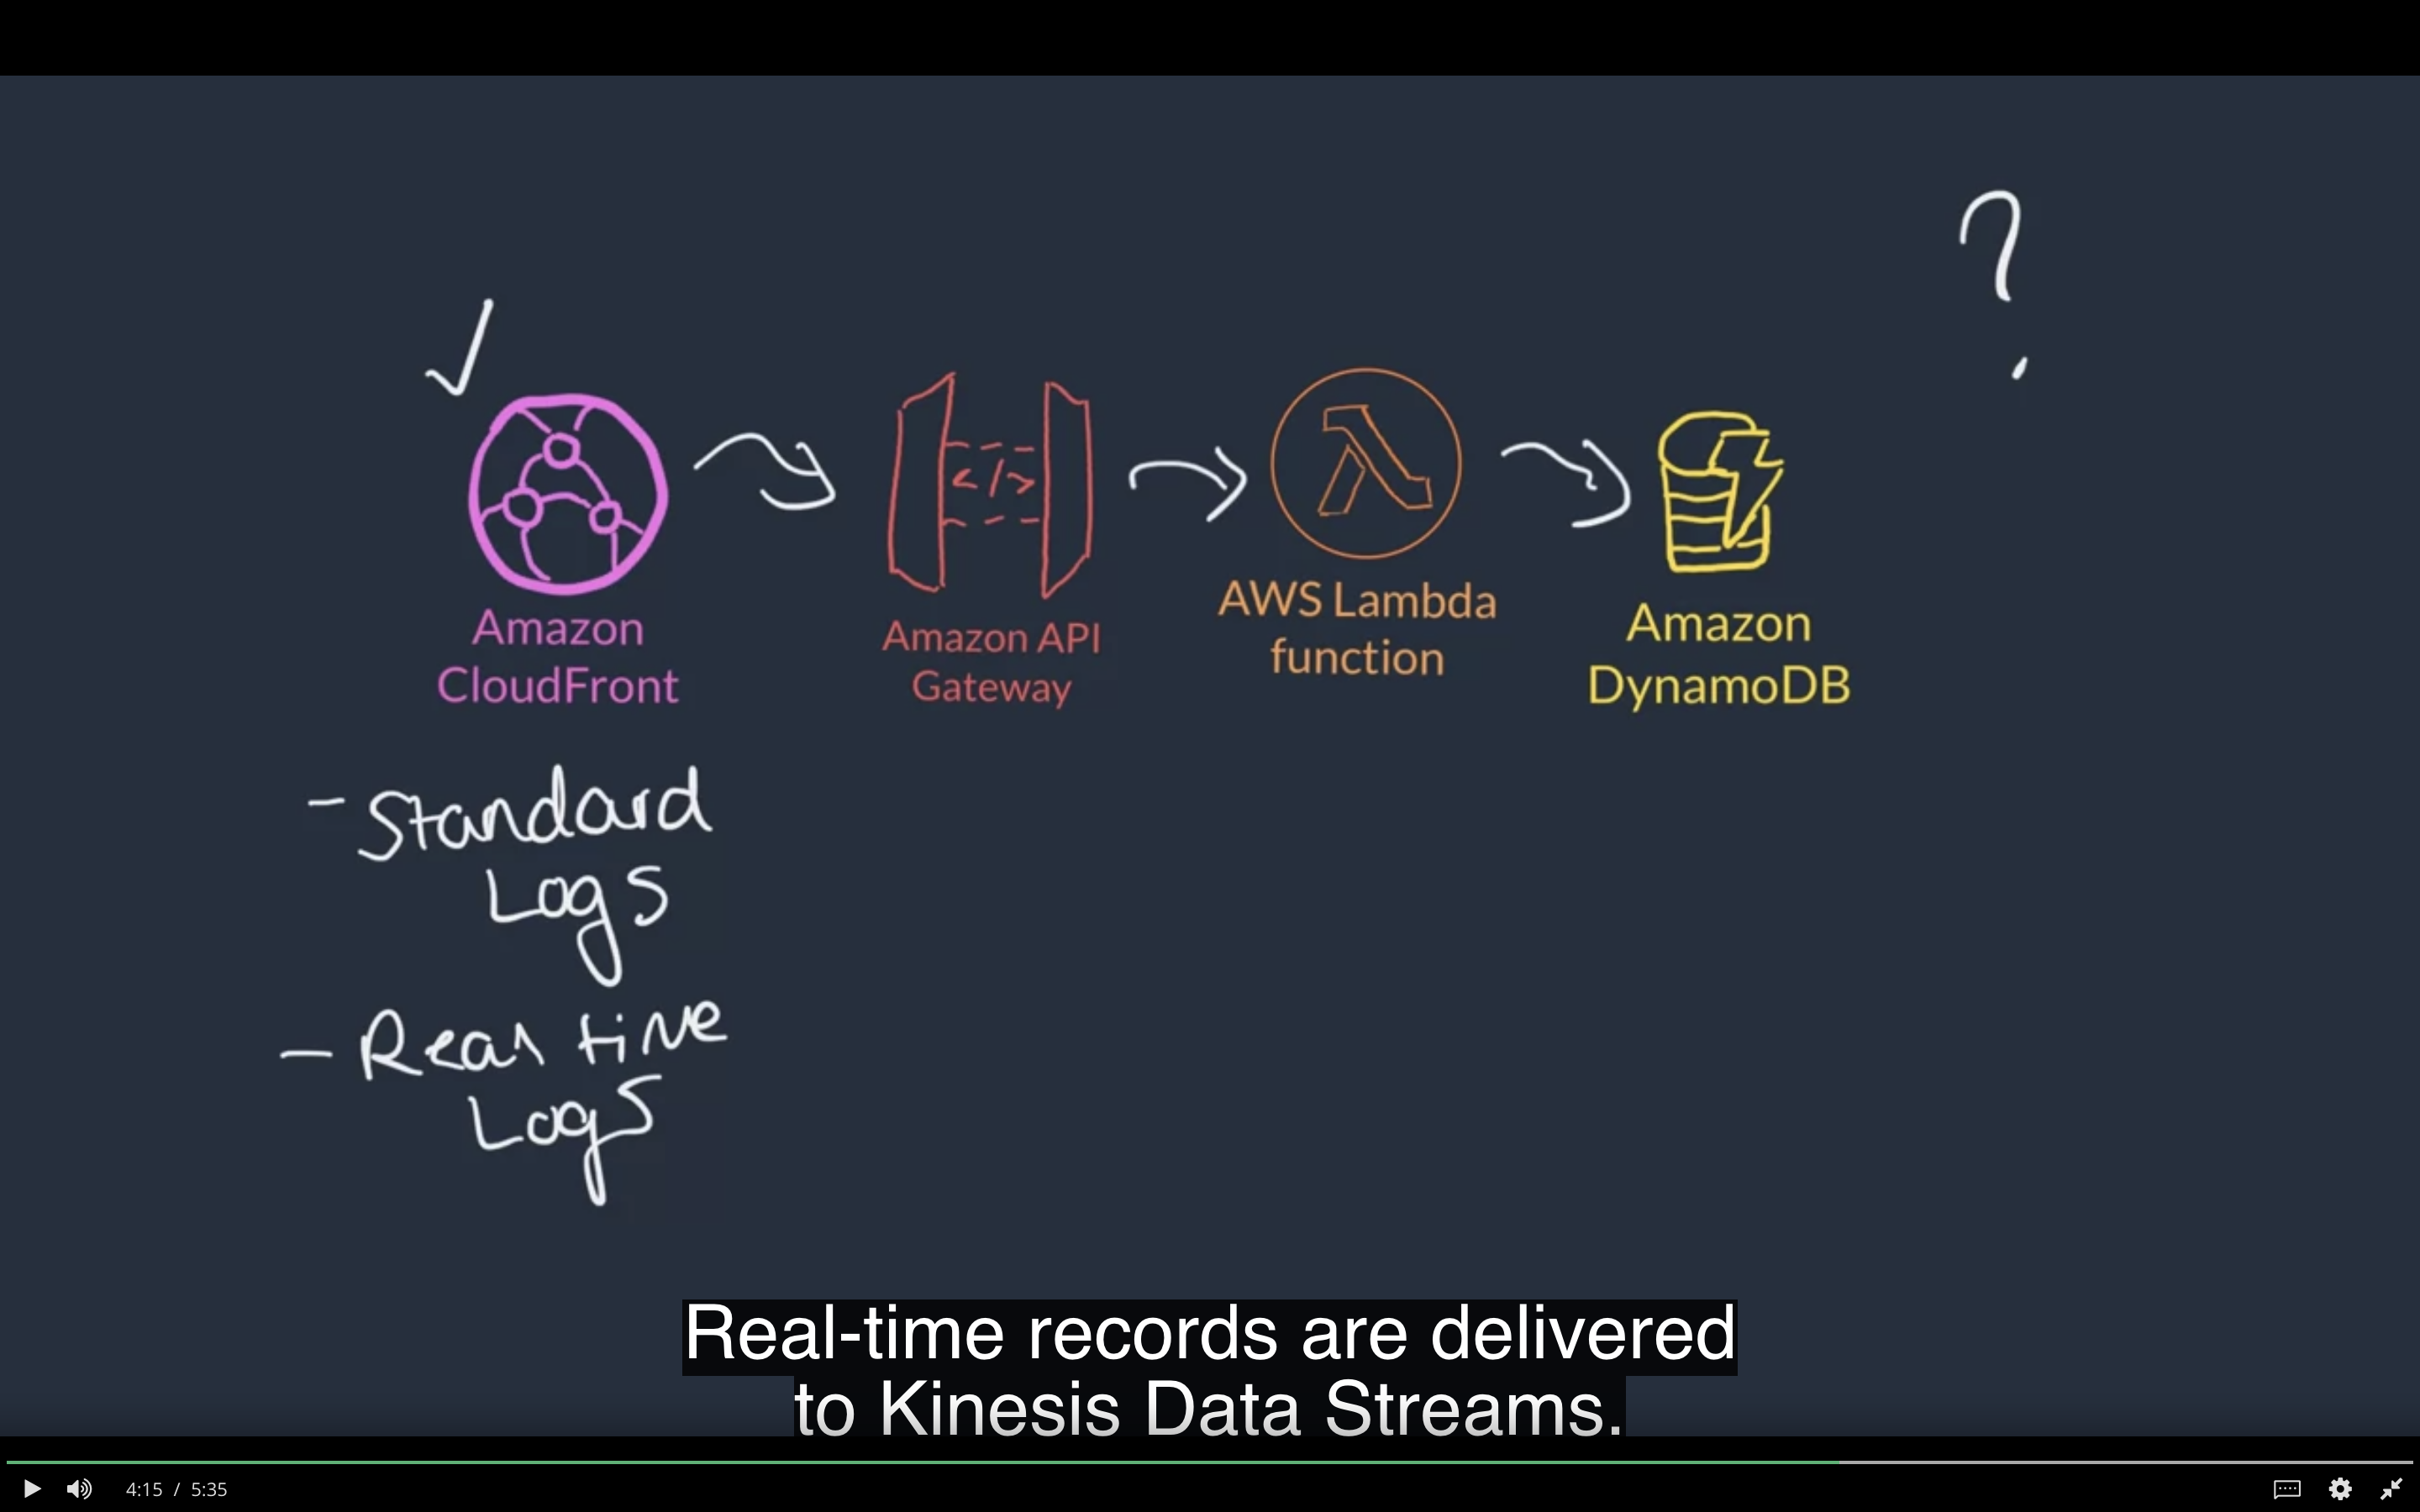 ?
Amazon
CloudFront
</>
Amazon API
Gateway
AWS Lambda
function
Amazon
DynamoDB
- Standard
Logs
- Real time
Logs
Real-time records are delivered
to Kinesis Data Streams.
4:15 / 5:35